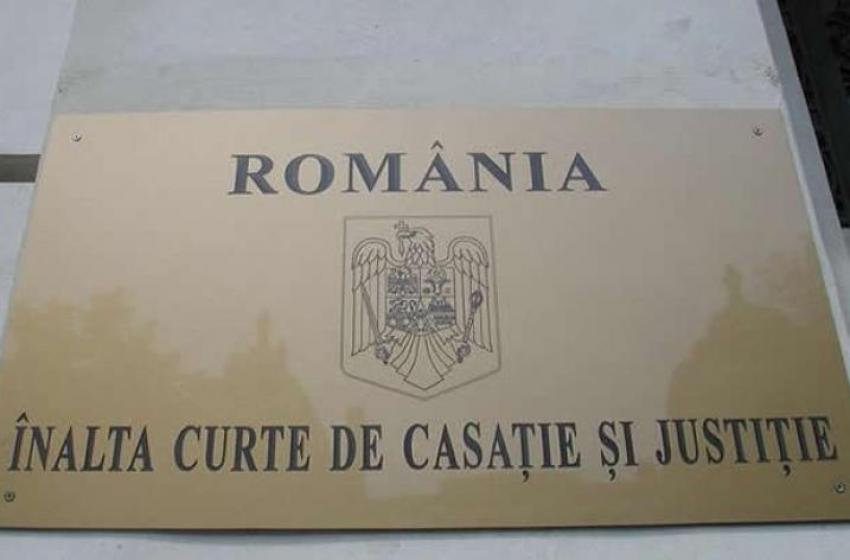 ROMÂNIA
ÎNALTA CURTE DE CASAȚIE ȘI JUSTIȚIE